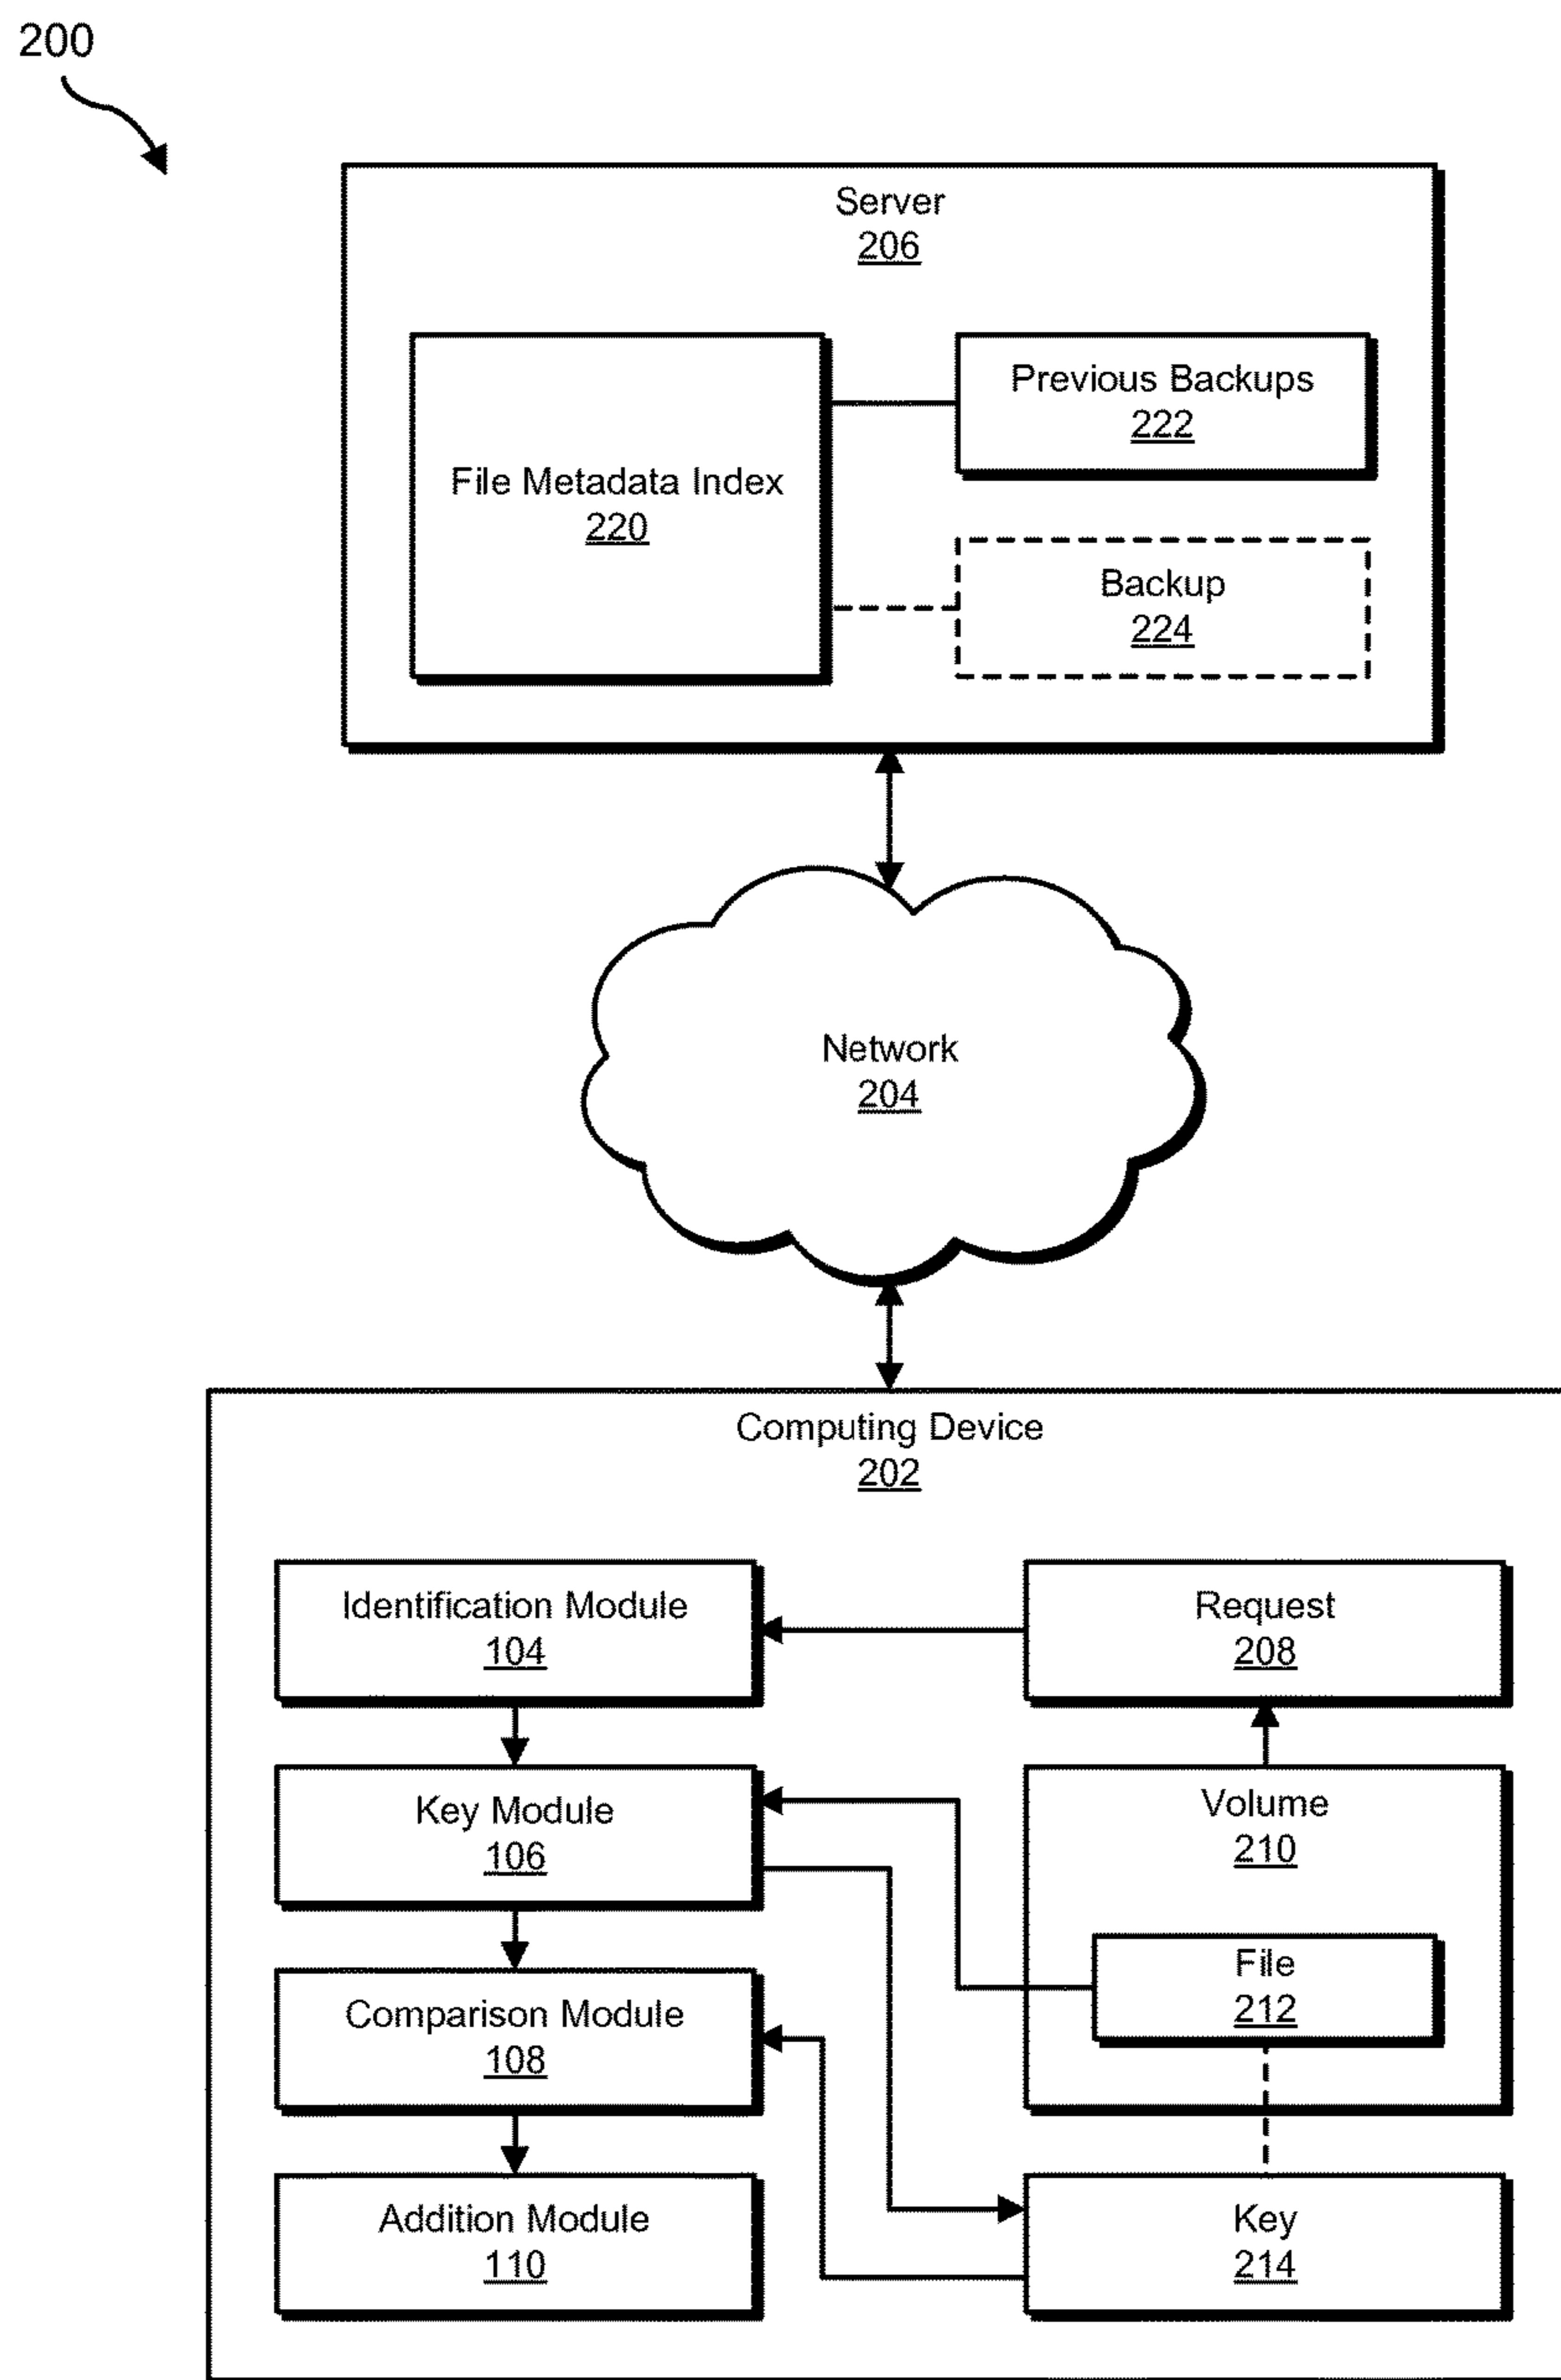 200
Server
206
File Metadata Index
220
Previous Backups
222
Backup
224
Network
204
Computing Device
202
Identification Module
104
Request
208
Key Module
106
Volume
210
File
212
Comparison Module
108
Addition Module
110
Key
214